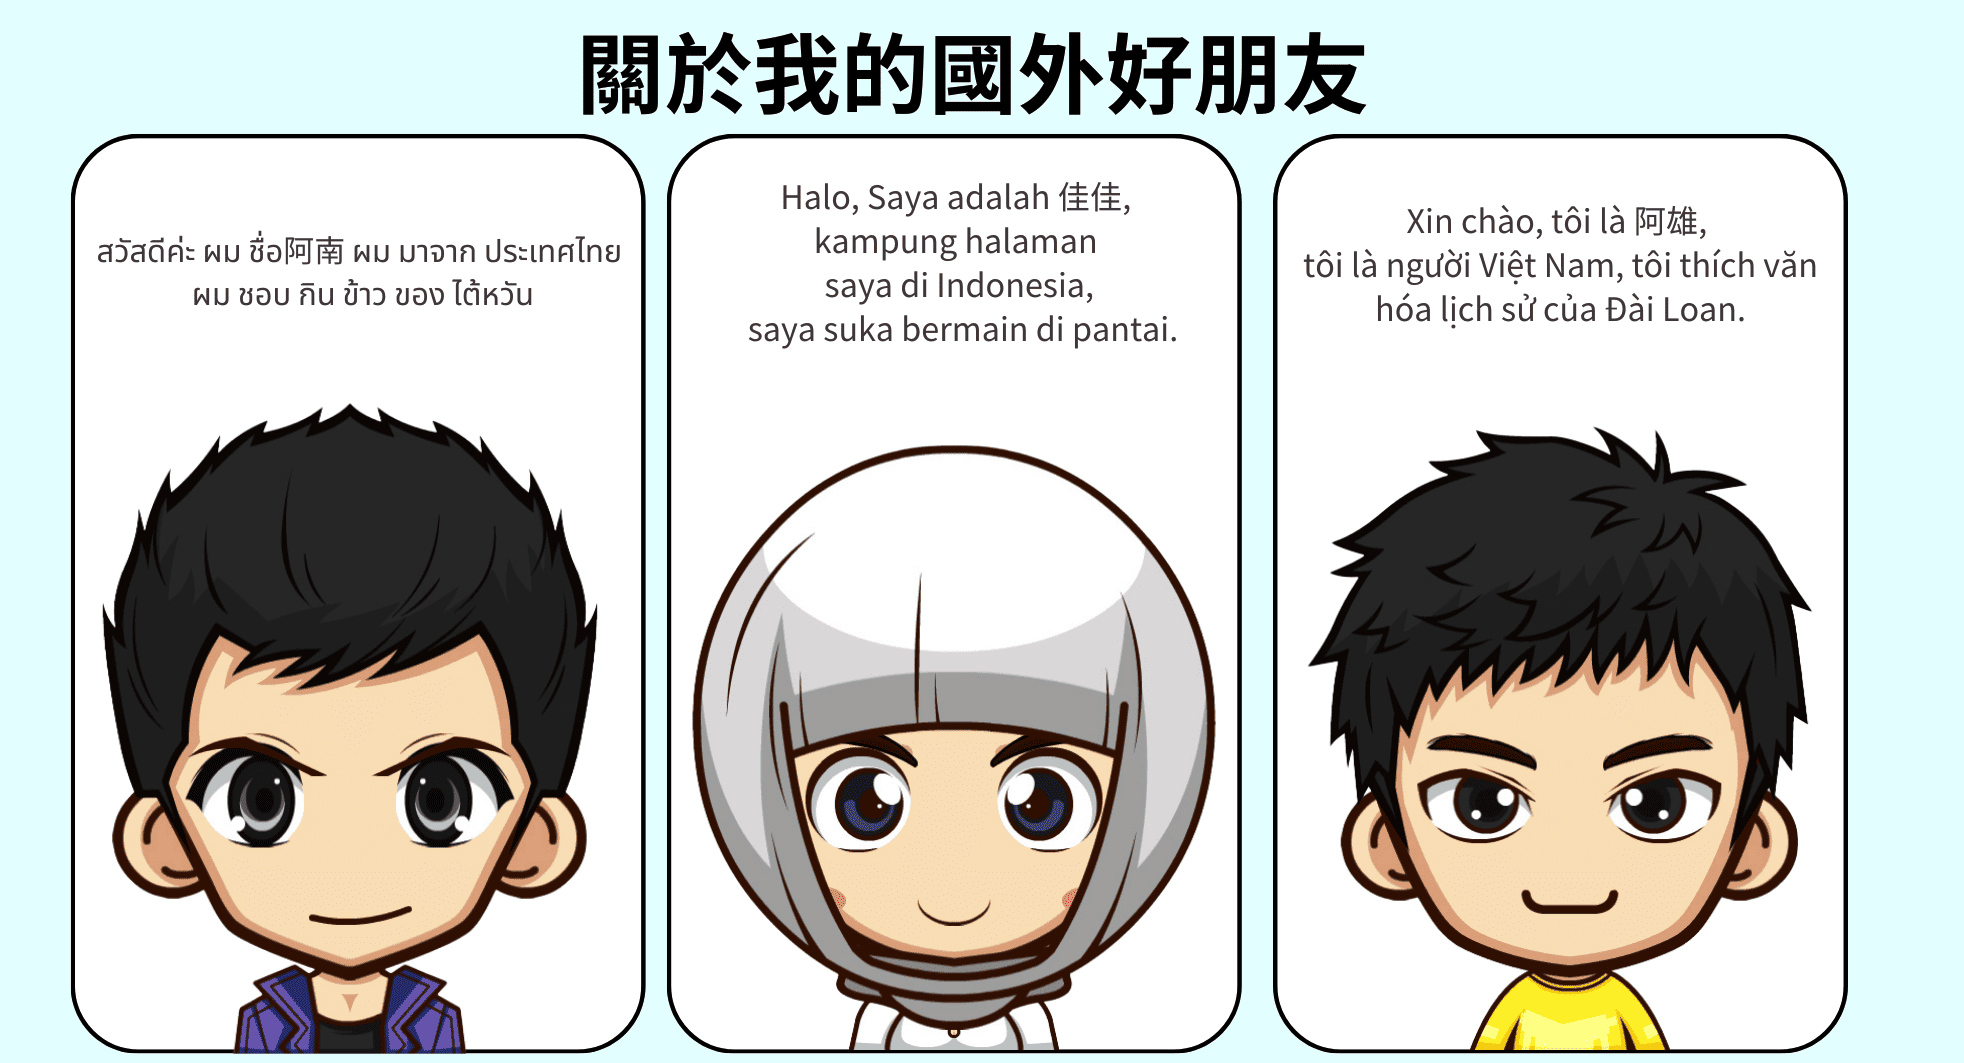 關於我的國外好朋友
สวัสดีค่ะ ผม ชื่อ阿南 ผม มาจาก ประเทศไทย
ผม ชอบ กิน ข้าว ของ ไต้หวัน
Halo, Saya adalah 佳佳,
kampung halaman
saya di Indonesia,
saya suka bermain di pantai.
Xin chào, tôi là 阿雄,
tôi là người Việt Nam, tôi thích văn
hóa lịch sử của Đài Loan.